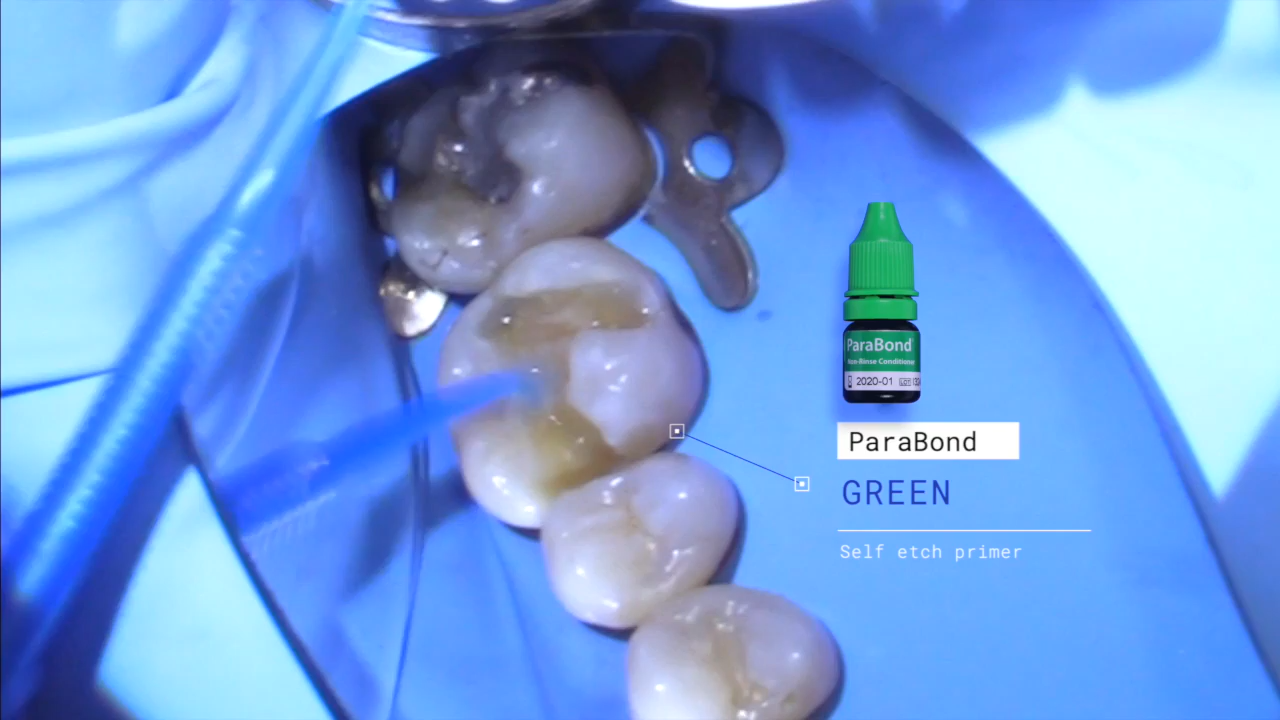 ParaBond
Non-Rinse Conditioner
2020-01
ParaBond
GREEN
Self etch primer